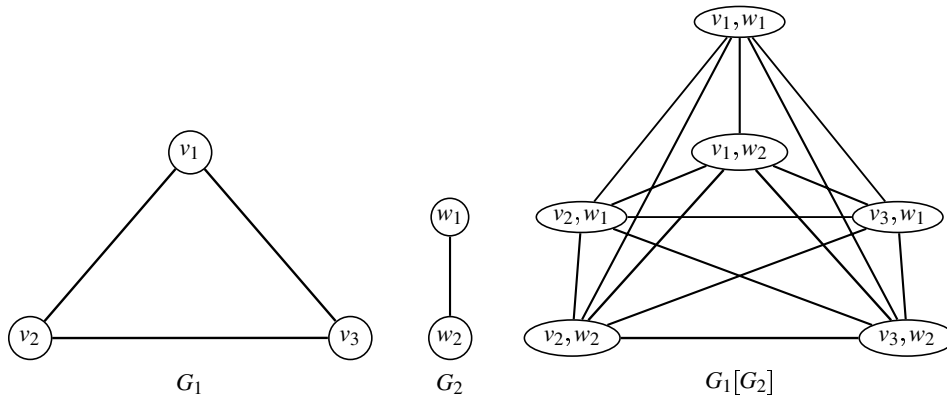 v₁,w₁
v₁
v₁,w₂
w₁
v₂,w₁
v₃,w₁
v₂
v₃
w₂
v₂,w₂
v₃,w₂
G₁
G₂
G₁[G₂]